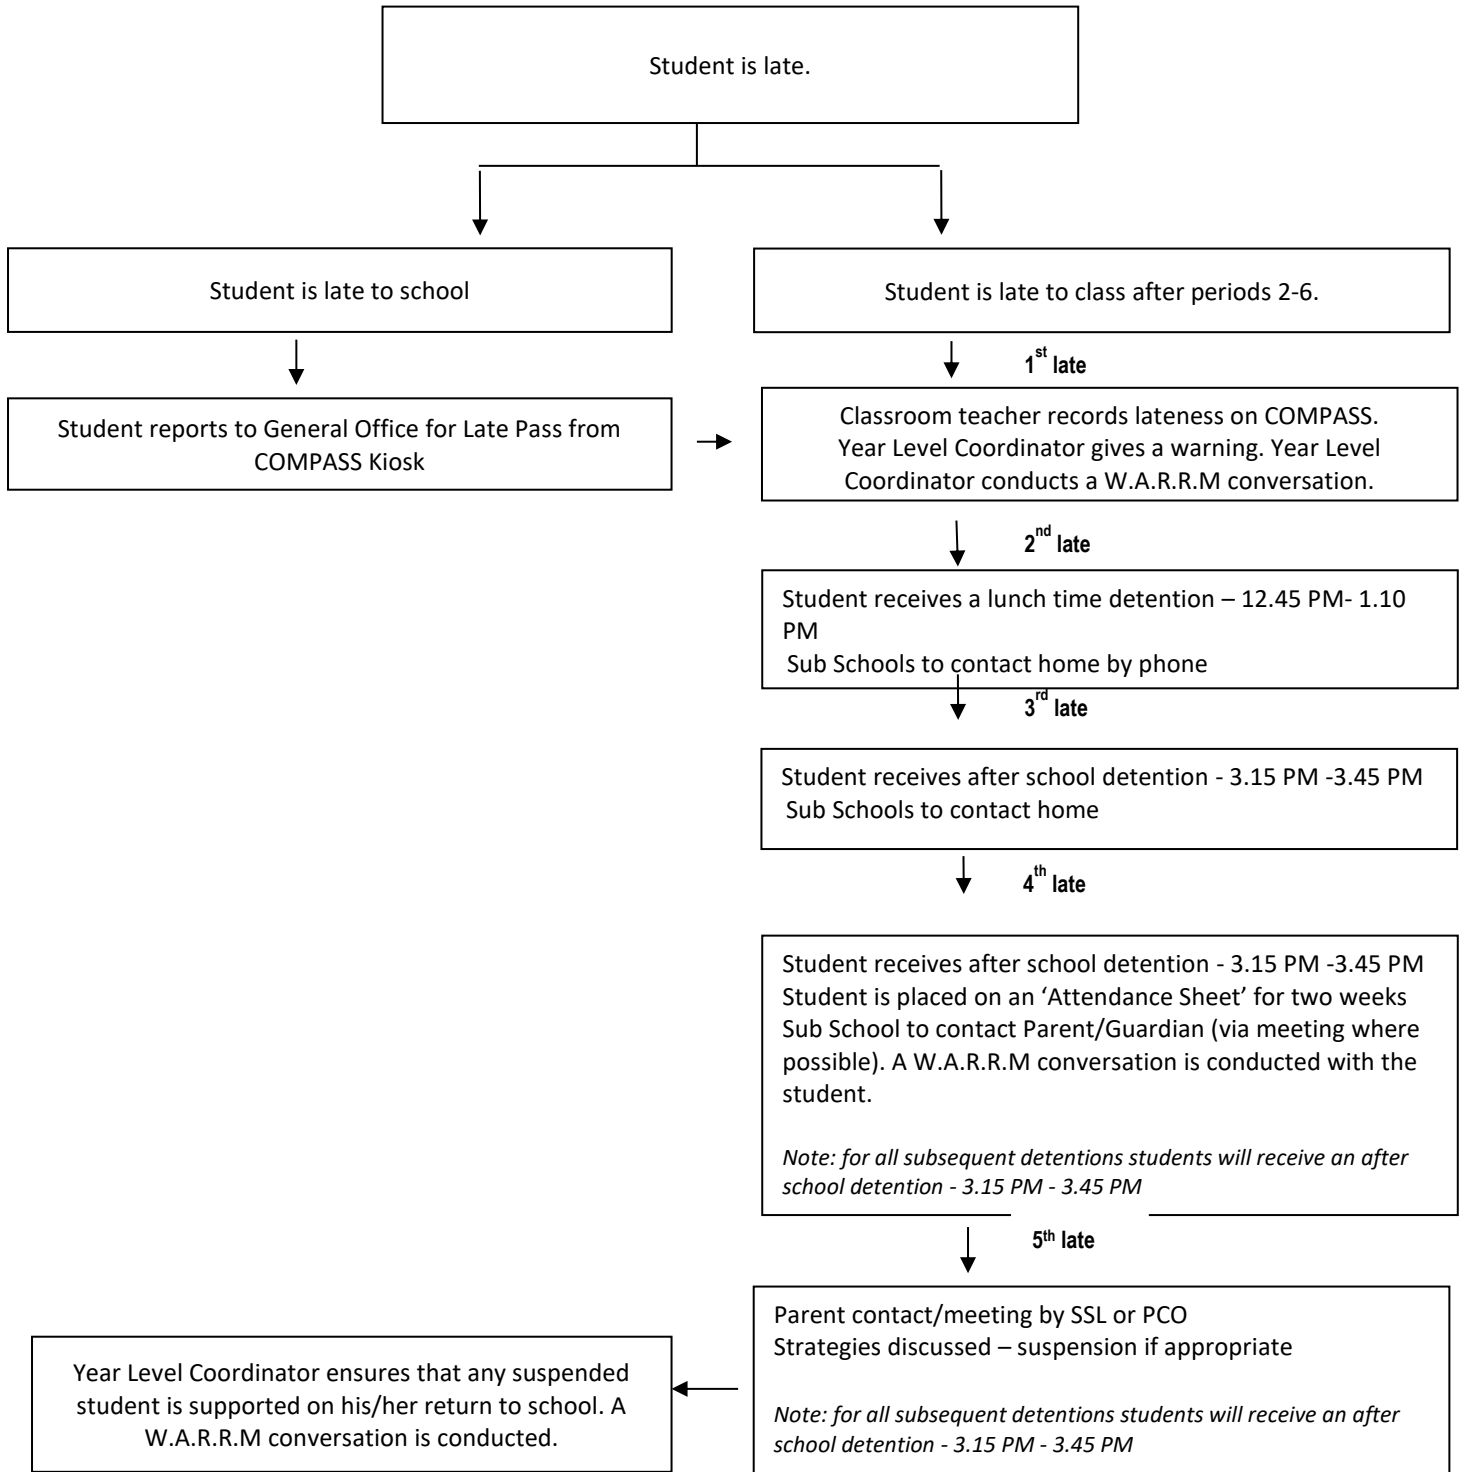 Student is late.
Student is late to school
Student is late to class after periods 2-6.
1st late
Student reports to General Office for Late Pass from
COMPASS Kiosk
Classroom teacher records lateness on COMPASS.
Year Level Coordinator gives a warning. Year Level
Coordinator conducts a W.A.R.R.M conversation.
2nd late
Student receives a lunch time detention – 12.45 PM- 1.10
PM
Sub Schools to contact home by phone
3rd late
Student receives after school detention - 3.15 PM -3.45 PM
Sub Schools to contact home
4th late
Student receives after school detention - 3.15 PM -3.45 PM
Student is placed on an ‘Attendance Sheet’ for two weeks
Sub School to contact Parent/Guardian (via meeting where
possible). A W.A.R.R.M conversation is conducted with the
student.
Note: for all subsequent detentions students will receive an after
school detention - 3.15 PM - 3.45 PM
5th late
Parent contact/meeting by SSL or PCO
Strategies discussed – suspension if appropriate
Note: for all subsequent detentions students will receive an after
school detention - 3.15 PM - 3.45 PM
Year Level Coordinator ensures that any suspended
student is supported on his/her return to school. A
W.A.R.R.M conversation is conducted.